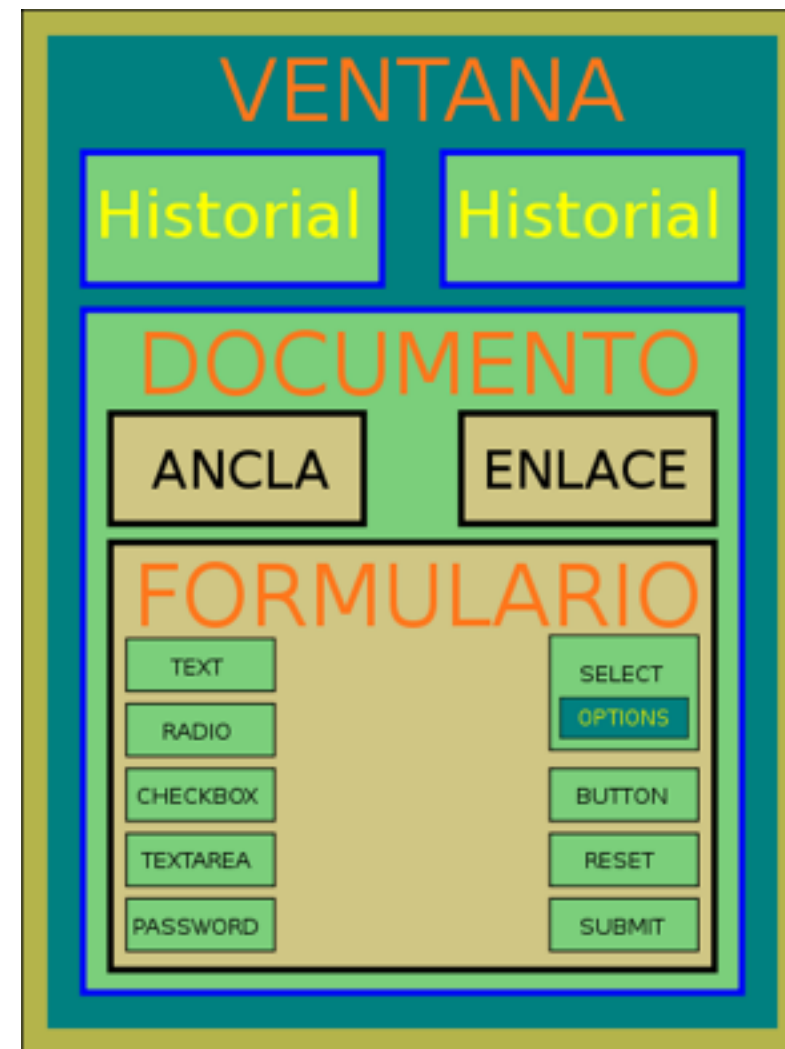 VENTANA
Historial Historial
DOCUMENTO
ANCLA ENLACE
FORMULARIO
TEXT
RADIO
CHECKBOX
TEXTAREA
PASSWORD
SELECT
OPTIONS
BUTTON
RESET
SUBMIT